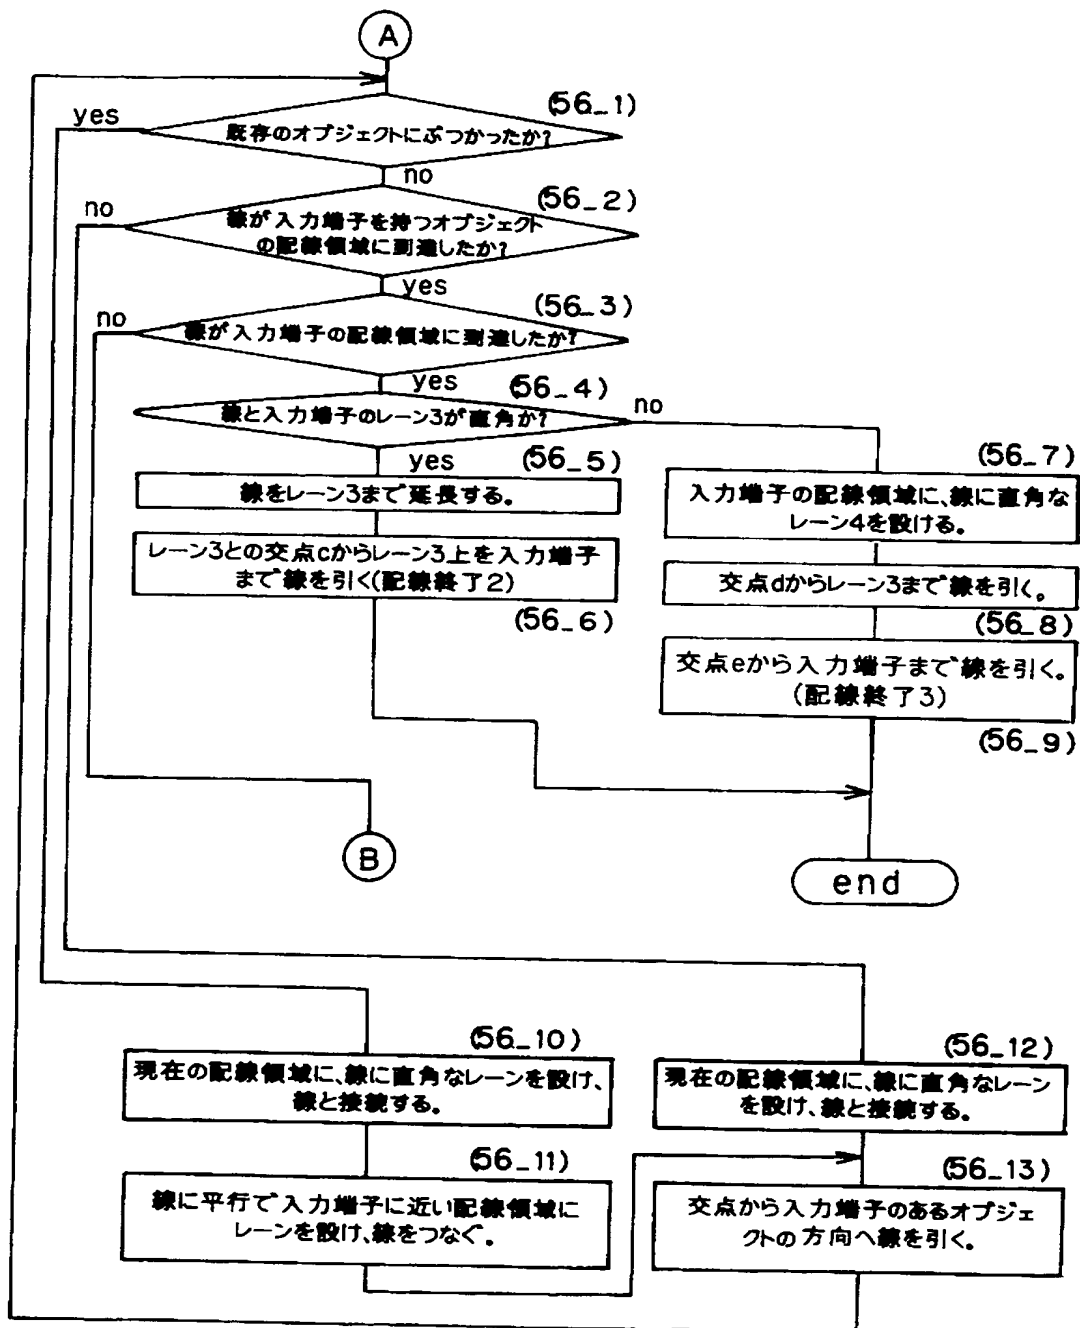 A
(56_1)
yes
既存のオブジェクトにぶつかったか?
no
(56_2)
no
線が入力端子を持つオブジェクト
の配線領域に到達したか?
yes
(56_3)
no
線が入力端子の配線領域に到達したか?
yes
(56_4)
線と入力端子のレーン3が直角か?
no
yes
(56_5)
線をレーン3まで延長する。
レーン3との交点cからレーン3上を入力端子
まで線を引く(配線終了2)
(56_6)
(56_7)
入力端子の配線領域に、線に直角な
レーン4を設ける。
交点dからレーン3まで線を引く。
(56_8)
交点eから入力端子まで線を引く。
(配線終了3)
(56_9)
B
end
(56_10)
現在の配線領域に、線に直角なレーンを設け、
線と接続する。
(56_11)
線に平行で入力端子に近い配線領域に
レーンを設け、線をつなぐ。
(56_12)
現在の配線領域に、線に直角なレーン
を設け、線と接続する。
(56_13)
交点から入力端子のあるオブジェ
クトの方向へ線を引く。